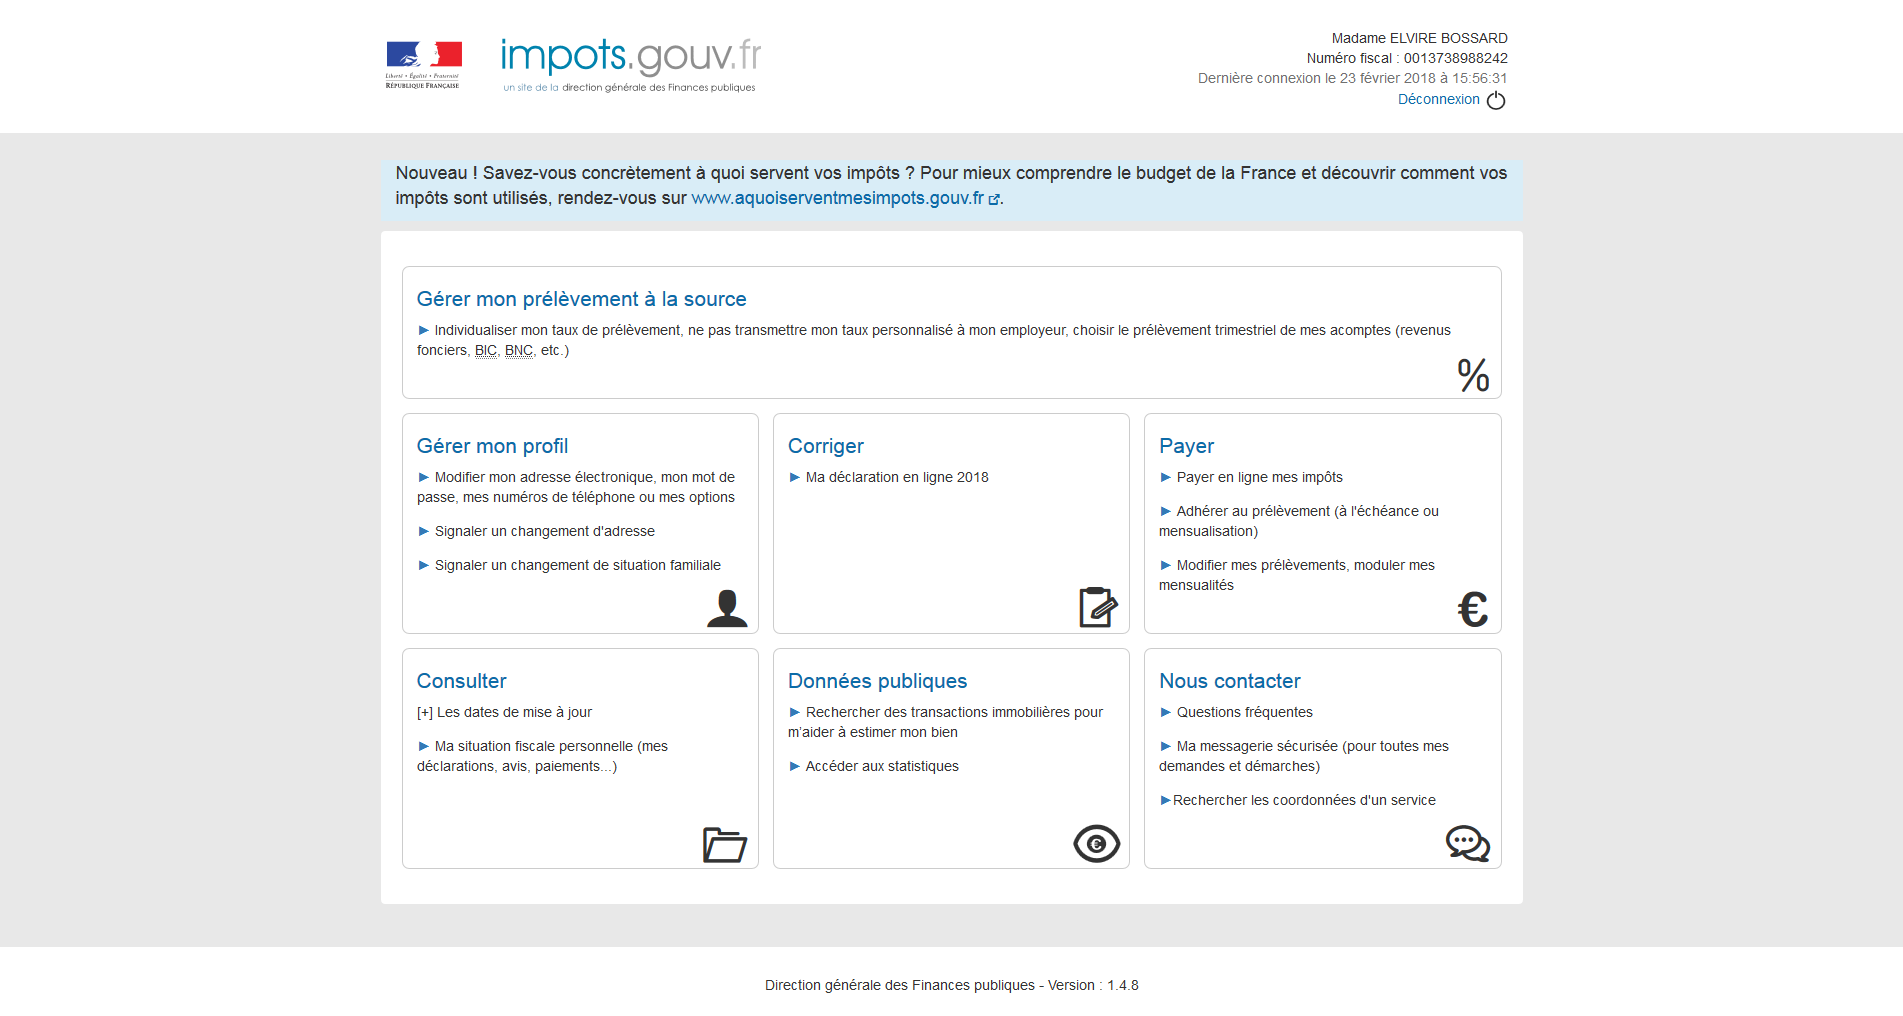 Liberté • Égalité • Fraternité
RÉPUBLIQUE FRANÇAISE
impots.gouv.fr
un site de la direction générale des Finances publiques
Madame ELVIRE BOSSARD
Numéro fiscal : 0013738988242
Dernière connexion le 23 février 2018 à 15:56:31
Déconnexion
Nouveau ! Savez-vous concrètement à quoi servent vos impôts ? Pour mieux comprendre le budget de la France et découvrir comment vos
impôts sont utilisés, rendez-vous sur www.aquoiserventmesimpots.gouv.fr.
Gérer mon prélèvement à la source
► Individualiser mon taux de prélèvement, ne pas transmettre mon taux personnalisé à mon employeur, choisir le prélèvement trimestriel de mes acomptes (revenus
fonciers, BIC, BNC, etc.)
%
Gérer mon profil
► Modifier mon adresse électronique, mon mot de
passe, mes numéros de téléphone ou mes options
► Signaler un changement d'adresse
► Signaler un changement de situation familiale
Corriger
► Ma déclaration en ligne 2018
Payer
► Payer en ligne mes impôts
► Adhérer au prélèvement (à l'échéance ou
mensualisation)
► Modifier mes prélèvements, moduler mes
mensualités
€
Consulter
[+] Les dates de mise à jour
► Ma situation fiscale personnelle (mes
déclarations, avis, paiements...)
Données publiques
► Rechercher des transactions immobilières pour
m’aider à estimer mon bien
► Accéder aux statistiques
€
Nous contacter
► Questions fréquentes
► Ma messagerie sécurisée (pour toutes mes
demandes et démarches)
►Rechercher les coordonnées d'un service
Direction générale des Finances publiques - Version : 1.4.8